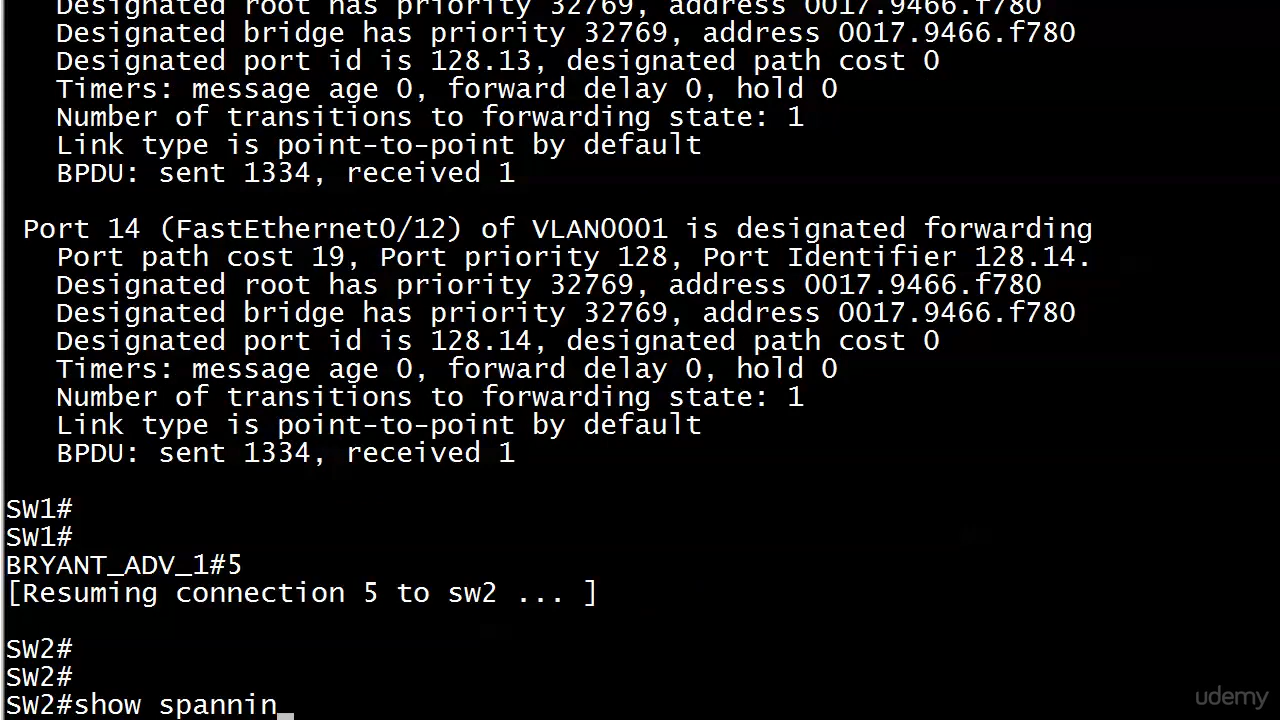 Designated root has priority 32769, address 0017.9466.f780
Designated bridge has priority 32769, address 0017.9466.f780
Designated port id is 128.13, designated path cost 0
Timers: message age 0, forward delay 0, hold 0
Number of transitions to forwarding state: 1
Link type is point-to-point by default
BPDU: sent 1334, received 1
Port 14 (FastEthernet0/12) of VLAN0001 is designated forwarding
Port path cost 19, Port priority 128, Port Identifier 128.14.
Designated root has priority 32769, address 0017.9466.f780
Designated bridge has priority 32769, address 0017.9466.f780
Designated port id is 128.14, designated path cost 0
Timers: message age 0, forward delay 0, hold 0
Number of transitions to forwarding state: 1
Link type is point-to-point by default
BPDU: sent 1334, received 1
SW1#
SW1#
BRYANT_ADV_1#5
[Resuming connection 5 to sw2 ... ]
SW2#
SW2#
SW2#show spannin
udemy